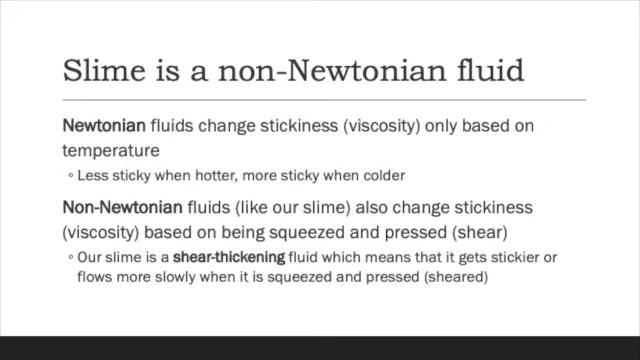 Slime is a non-Newtonian fluid
Newtonian fluids change stickiness (viscosity) only based on
temperature
◦ Less sticky when hotter, more sticky when colder
Non-Newtonian fluids (like our slime) also change stickiness
(viscosity) based on being squeezed and pressed (shear)
◦ Our slime is a shear-thickening fluid which means that it gets stickier or
flows more slowly when it is squeezed and pressed (sheared)